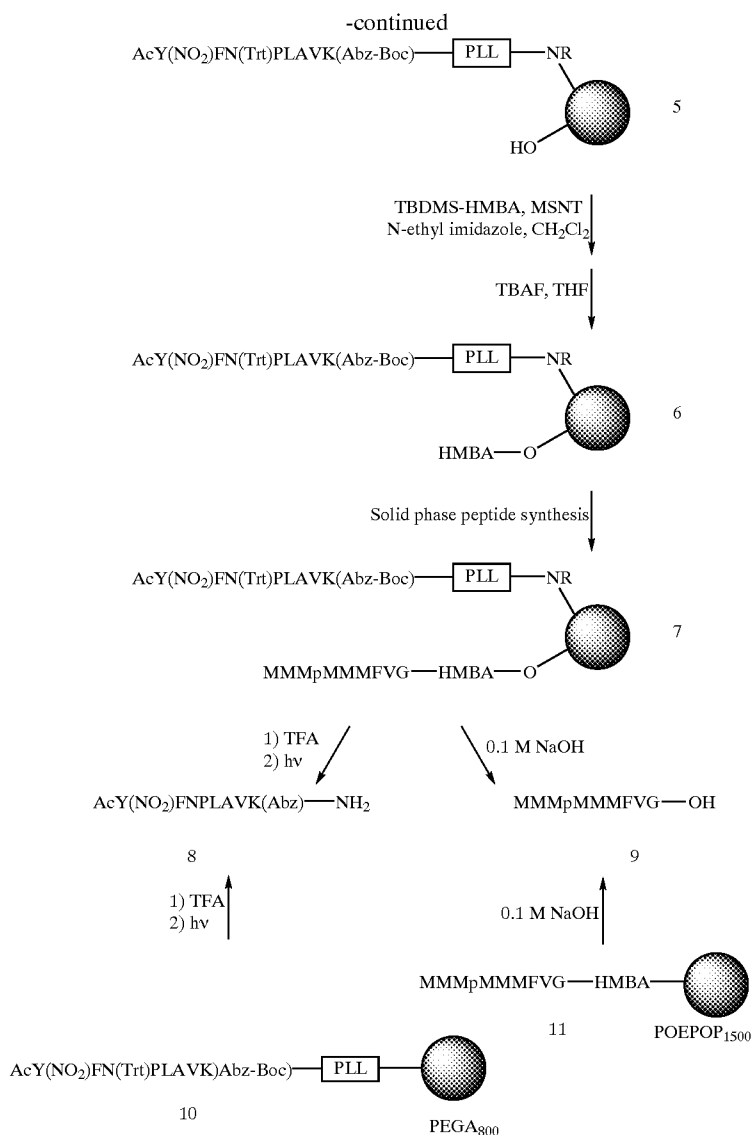 -continued
AcY(NO₂)FN(Trt)PLAVK(Abz-Boc) PLL NR
5
HO
TBDMS-HMBA, MSNT
N-ethyl imidazole, CH₂Cl₂
TBAF, THF
AcY(NO₂)FN(Trt)PLAVK(Abz-Boc) PLL NR
6
HMBA—O
Solid phase peptide synthesis
AcY(NO₂)FN(Trt)PLAVK(Abz-Boc) PLL NR
7
MMMpMMMFVG—HMBA—O
1) TFA
2) hν
0.1 M NaOH
AcY(NO₂)FNPLAVK(Abz)—NH₂
MMMpMMMFVG—OH
8
9
1) TFA
2) hν
0.1 M NaOH
MMMpMMMFVG—HMBA
11
POEPOP₁₅₀₀
AcY(NO₂)FN(Trt)PLAVK)Abz-Boc) PLL
10
PEGA₈₀₀